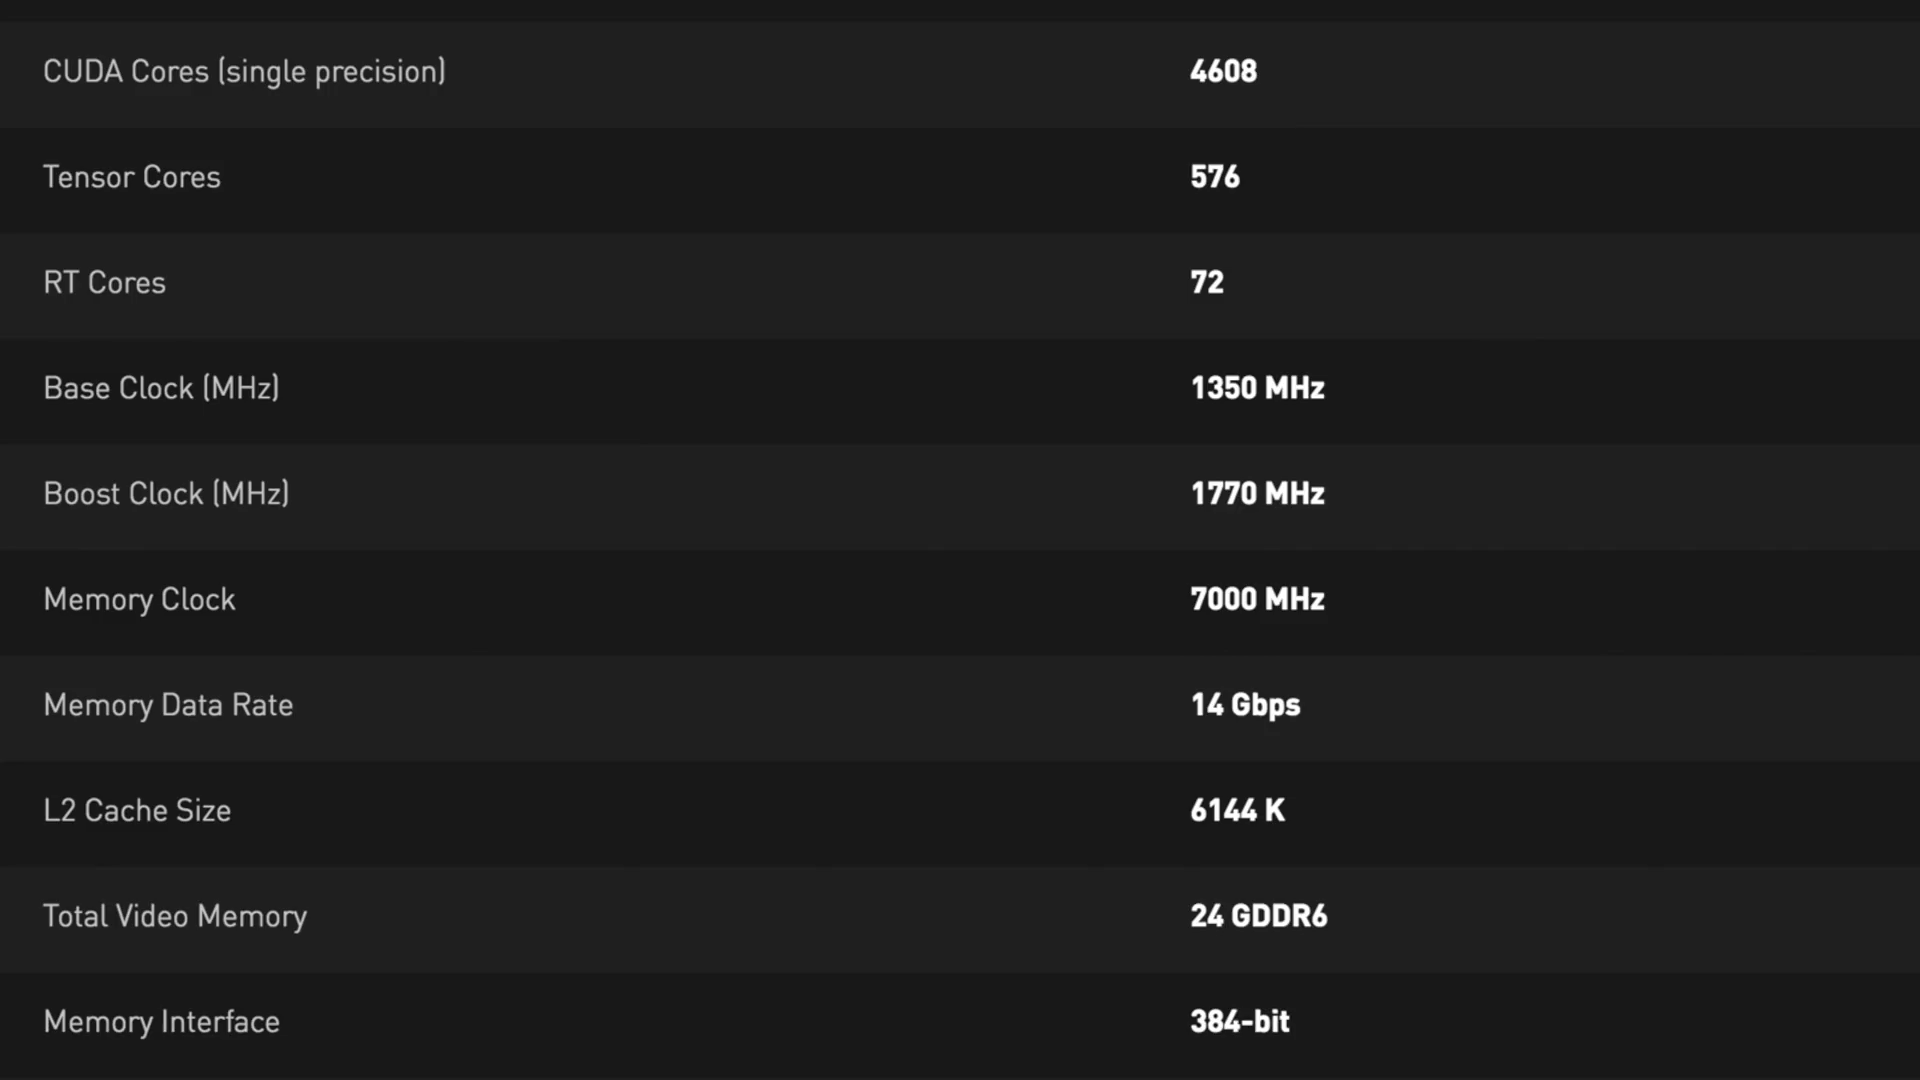 CUDA Cores (single precision) 4608
Tensor Cores 576
RT Cores 72
Base Clock (MHz) 1350 MHz
Boost Clock (MHz) 1770 MHz
Memory Clock 7000 MHz
Memory Data Rate 14 Gbps
L2 Cache Size 6144 K
Total Video Memory 24 GDDR6
Memory Interface 384-bit